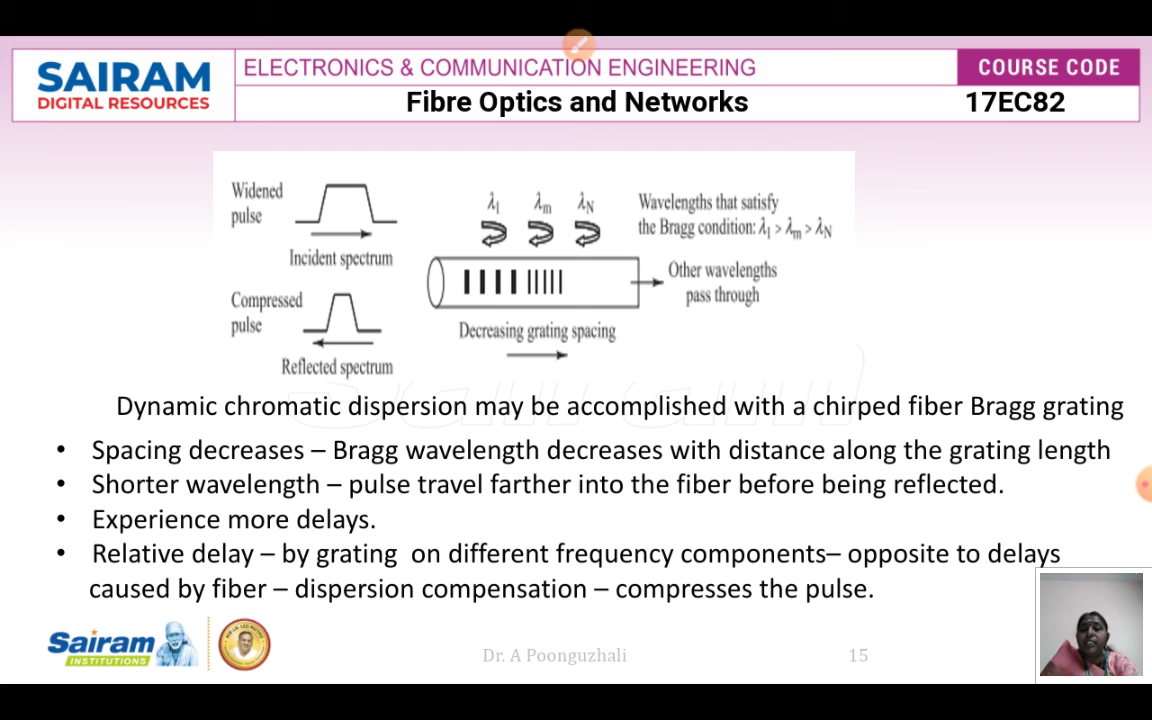 SAIRAM
DIGITAL RESOURCES
ELECTRONICS & COMMUNICATION ENGINEERING
COURSE CODE
Fibre Optics and Networks
17EC82
Widened
pulse
Incident spectrum
Compressed
pulse
Reflected spectrum
λ₁ λm λN
Wavelengths that satisfy
the Bragg condition: λ₁ > λm > λN
Other wavelengths
pass through
Decreasing grating spacing
Dynamic chromatic dispersion may be accomplished with a chirped fiber Bragg grating
• Spacing decreases – Bragg wavelength decreases with distance along the grating length
• Shorter wavelength – pulse travel farther into the fiber before being reflected.
• Experience more delays.
• Relative delay – by grating on different frequency components– opposite to delays
caused by fiber – dispersion compensation – compresses the pulse.
Sairam
INSTITUTIONS
Dr. A Poonguzhali
15